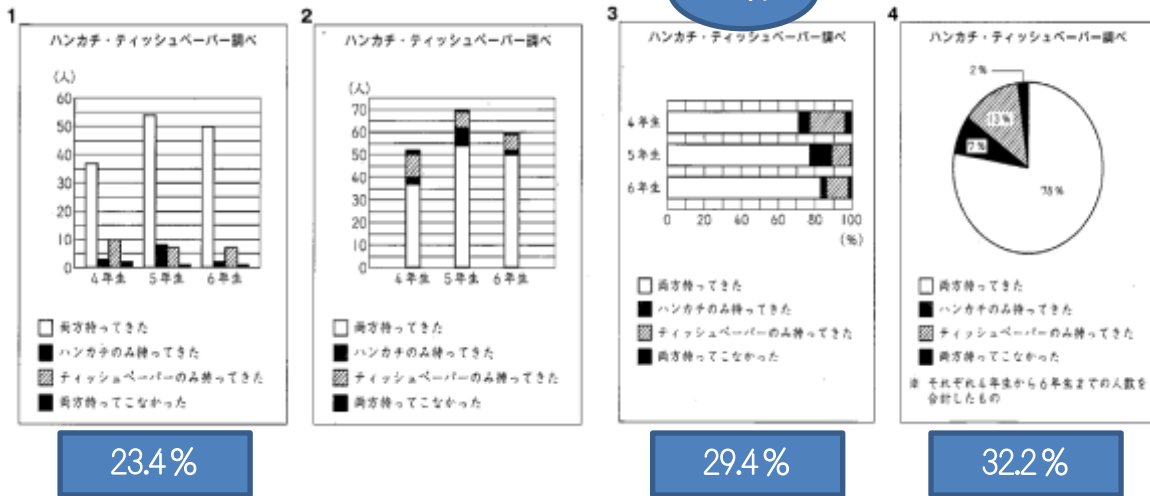 1
ハンカチ・ティッシュペーパー調べ
(人)
60
50
40
30
20
10
0
4年生 5年生 6年生
両方持ってきた
ハンカチのみ持ってきた
ティッシュペーパーのみ持ってきた
両方持ってこなかった
23.4%
2
ハンカチ・ティッシュペーパー調べ
(人)
70
60
50
40
30
20
10
0
4年生 5年生 6年生
両方持ってきた
ハンカチのみ持ってきた
ティッシュペーパーのみ持ってきた
両方持ってこなかった
3
ハンカチ・ティッシュペーパー調べ
4年生
5年生
6年生
0 20 40 60 80 100
(%)
両方持ってきた
ハンカチのみ持ってきた
ティッシュペーパーのみ持ってきた
両方持ってこなかった
29.4%
4
ハンカチ・ティッシュペーパー調べ
2%
13%
7%
78%
両方持ってきた
ハンカチのみ持ってきた
ティッシュペーパーのみ持ってきた
両方持ってこなかった
※ それぞれ4年生から6年生までの人数を
合計したもの
32.2%